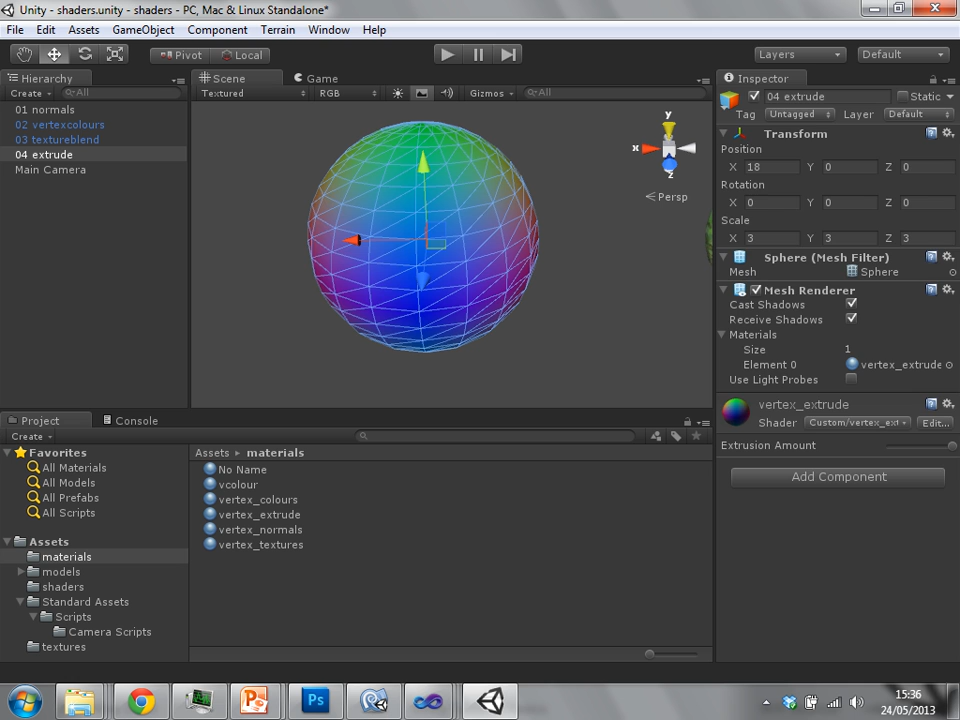 Unity - shaders.unity - shaders - PC, Mac & Linux Standalone*
File Edit Assets GameObject Component Terrain Window Help
Pivot Local Layers Default
Hierarchy
Create All
01 normals
02 vertexcolours
03 textureblend
04 extrude
Main Camera
Scene Game
Textured RGB Gizmos All
y
x
z
Persp
Inspector
04 extrude Static
Tag Untagged Layer Default
Transform
Position
X 18 Y 0 Z 0
Rotation
X 0 Y 0 Z 0
Scale
X 3 Y 3 Z 3
Sphere (Mesh Filter)
Mesh Sphere
Mesh Renderer
Cast Shadows
Receive Shadows
Materials
Size 1
Element 0 vertex_extrude
Use Light Probes
vertex_extrude
Shader Custom/vertex_ext Edit...
Extrusion Amount
Add Component
Project Console
Create
Favorites
All Materials
All Models
All Prefabs
All Scripts
Assets
materials
models
shaders
Standard Assets
Scripts
Camera Scripts
textures
Assets ▸ materials
No Name
vcolour
vertex_colours
vertex_extrude
vertex_normals
vertex_textures
Ps
15:36
24/05/2013